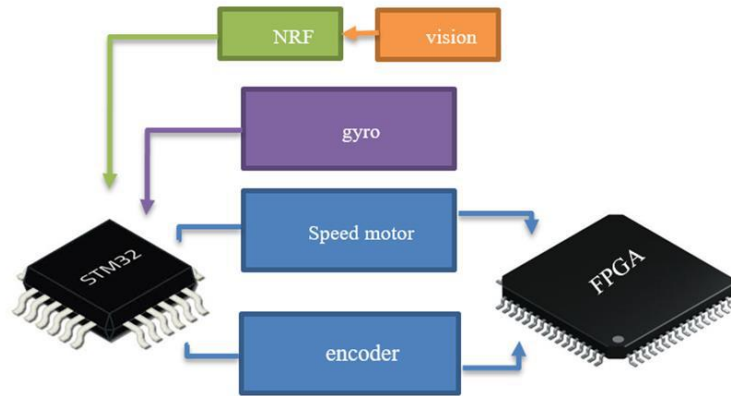 NRF
vision
gyro
Speed motor
STM32
FPGA
encoder